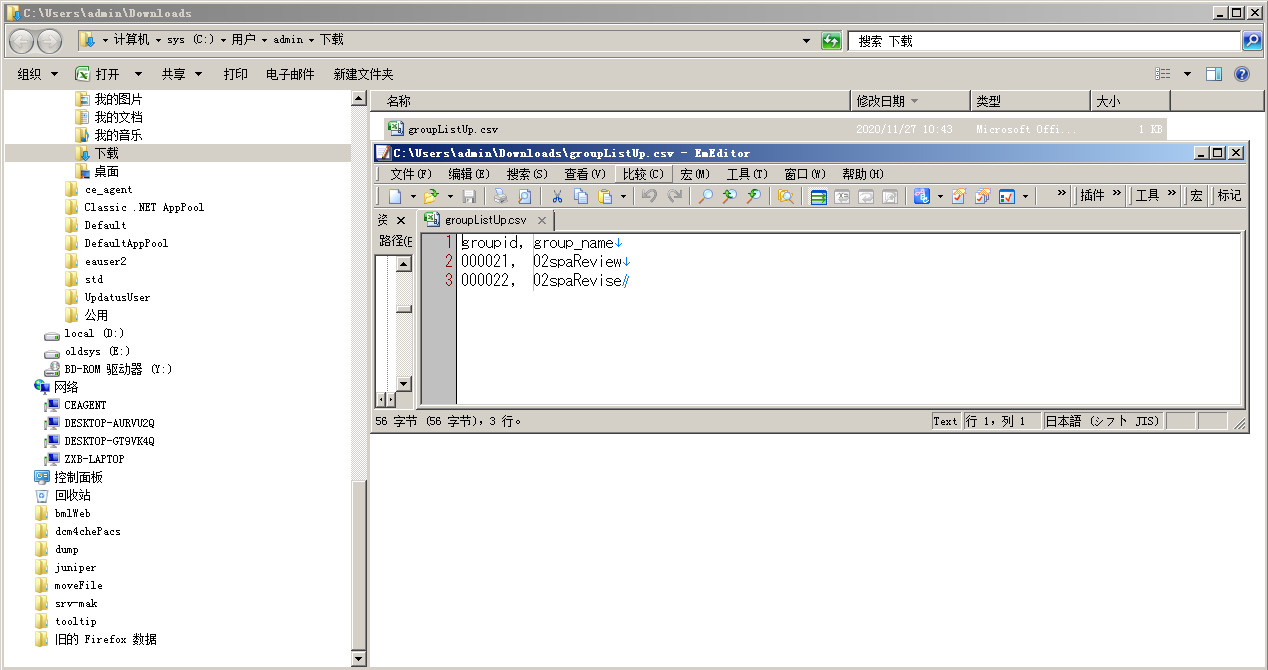 C:\Users\admin\Downloads
计算机 sys (C:) 用户 admin 下载
搜索 下载
组织 打开 共享 打印 电子邮件 新建文件夹
名称 修改日期 类型 大小
groupListUp.csv 2020/11/27 10:43 Microsoft Offi... 1 KB
我的图片
我的文档
我的音乐
下载
桌面
ce_agent
Classic .NET AppPool
Default
DefaultAppPool
eauser2
std
UpdatusUser
公用
local (D:)
oldsys (E:)
BD-ROM 驱动器 (Y:)
网络
CEAGENT
DESKTOP-AURVU2Q
DESKTOP-GT9VK4Q
ZXB-LAPTOP
控制面板
回收站
bmlWeb
dcm4chePacs
dump
juniper
moveFile
srv-mak
tooltip
旧的 Firefox 数据
C:\Users\admin\Downloads\groupListUp.csv - EmEditor
文件(F) 编辑(E) 搜索(S) 查看(V) 比较(C) 宏(M) 工具(T) 窗口(W) 帮助(H)
» 插件 » 工具 » 宏 标记
资 × groupListUp.csv ×
路径(F
1 groupid, group_name↓
2 000021, 02spaReview↓
3 000022, 02spaRevise
56 字节 (56 字节), 3 行。 Text 行 1, 列 1 日本語 (シフト JIS)